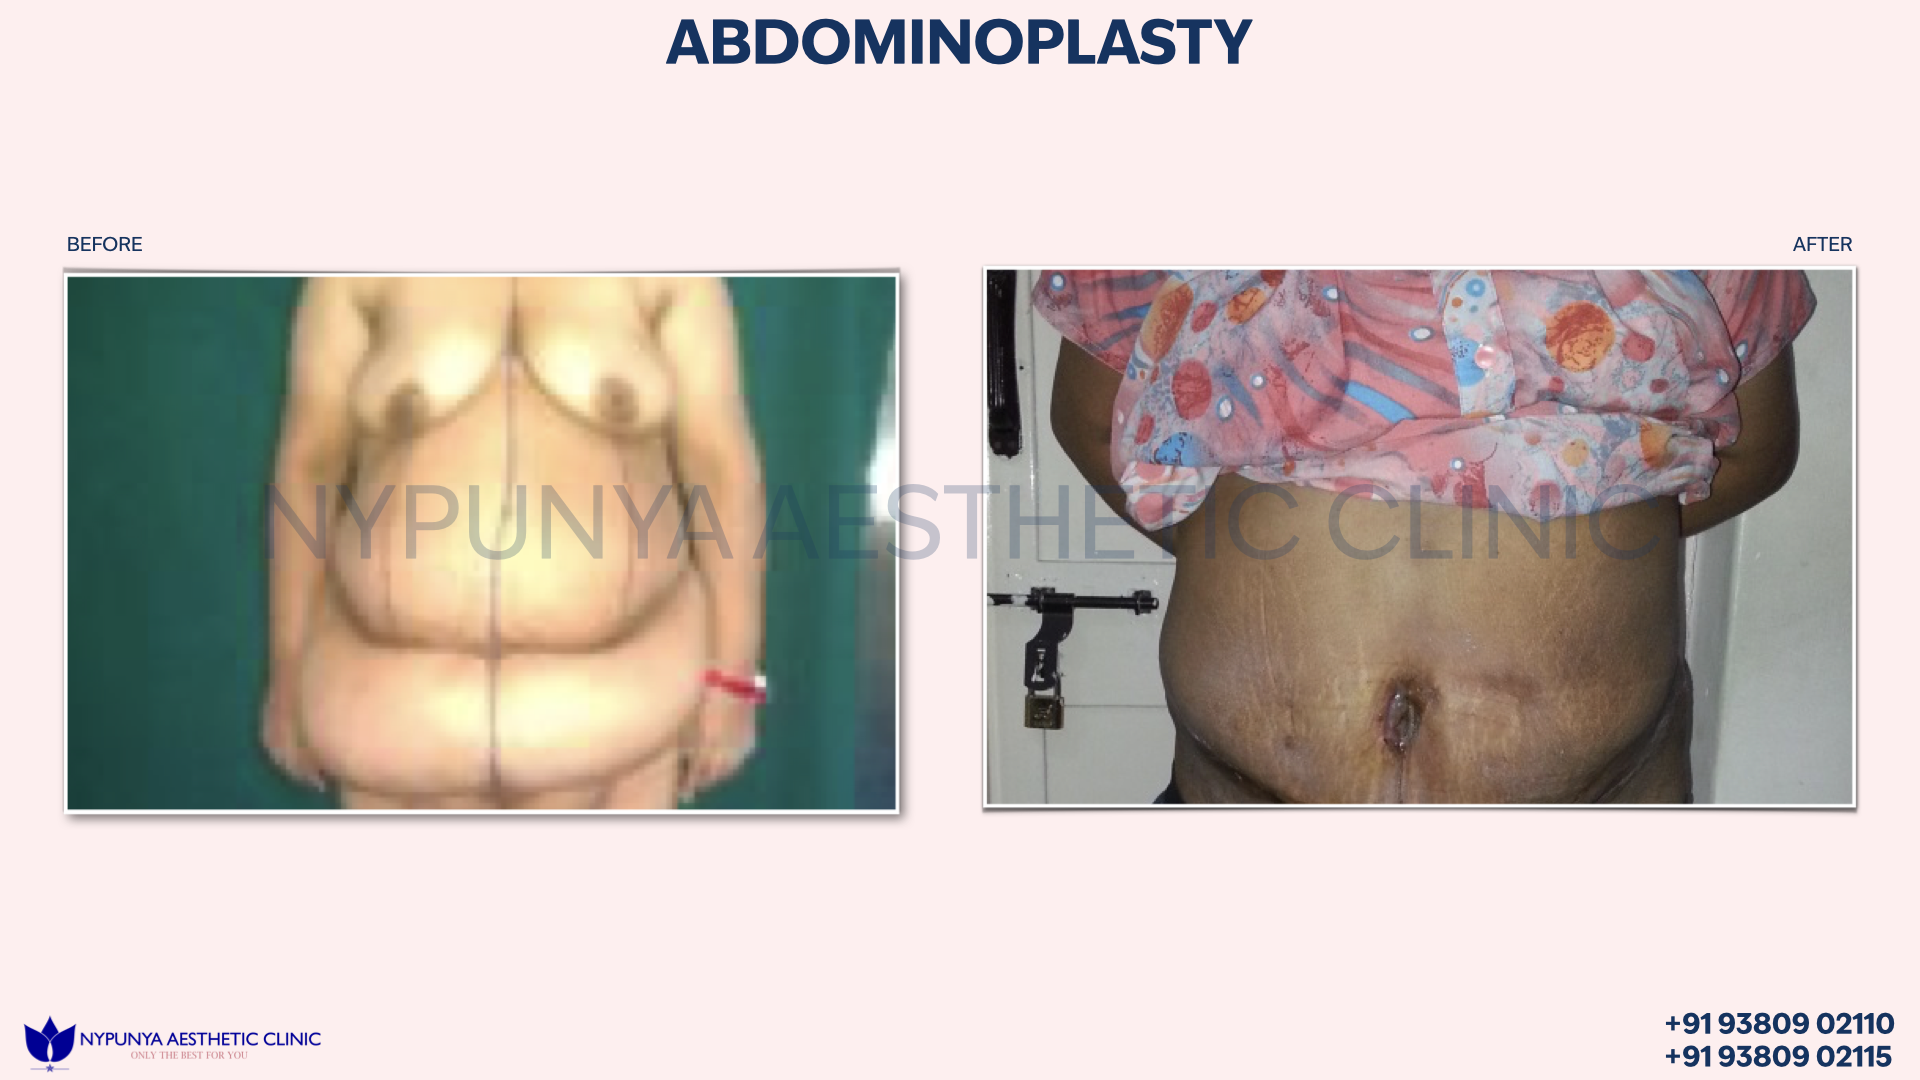 ABDOMINOPLASTY
BEFORE
AFTER
NYPUNYA AESTHETIC CLINIC
NYPUNYA AESTHETIC CLINIC
ONLY THE BEST FOR YOU
+91 93809 02110
+91 93809 02115